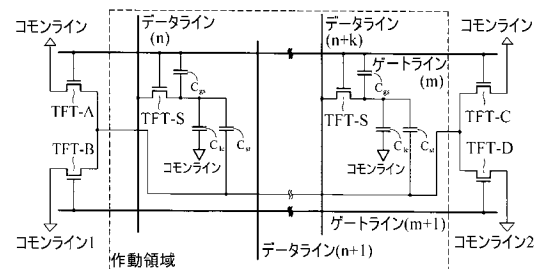 コモンライン
データライン
(n)
データライン
(n+k)
コモンライン
ゲートライン
(m)
TFT-A
Cgs
TFT-S
Cgs
TFT-S
TFT-C
TFT-B
Clc
Cst
コモンライン
Clc
Cst
コモンライン
TFT-D
コモンライン1
ゲートライン(m+1)
コモンライン2
データライン(n+1)
作動領域